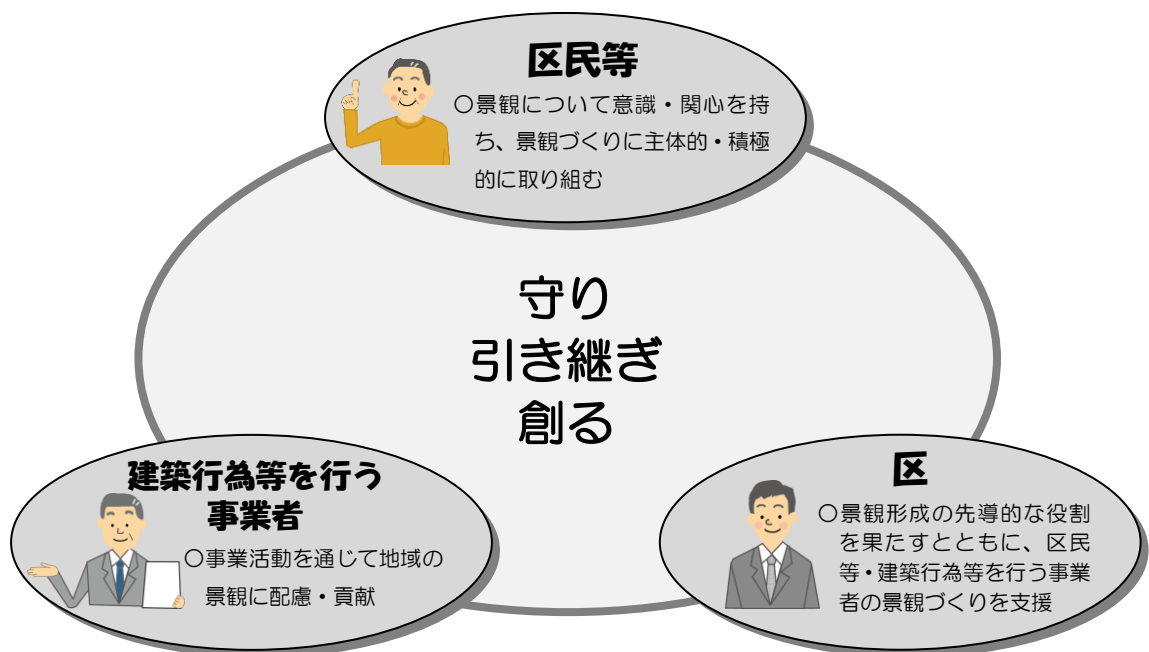 区民等
○景観について意識・関心を持
ち、景観づくりに主体的・積極
的に取り組む
守り
引き継ぎ
創る
建築行為等を行う
事業者
○事業活動を通じて地域の
景観に配慮・貢献
区
○景観形成の先導的な役割
を果たすとともに、区民
等・建築行為等を行う事業
者の景観づくりを支援